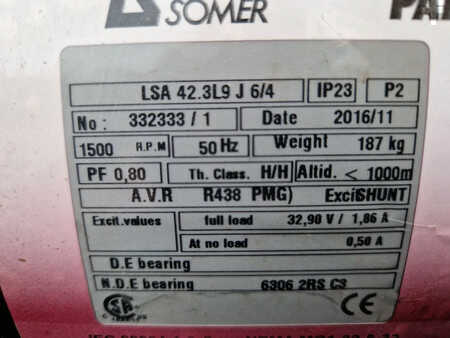 SOMER
LSA 42.3L9 J 6/4 IP23 P2
No : 332333 / 1 Date 2016/11
1500 R.P.M 50 Hz Weight 187 kg
PF 0,80 Th. Class. H/H Altid. < 1000m
A.V.R R438 PMG) Excit SHUNT
Excit.values full load 32,90 V / 1,86 A
At no load 0,50 A
D.E bearing
N.D.E bearing 6306 2RS C3
CE